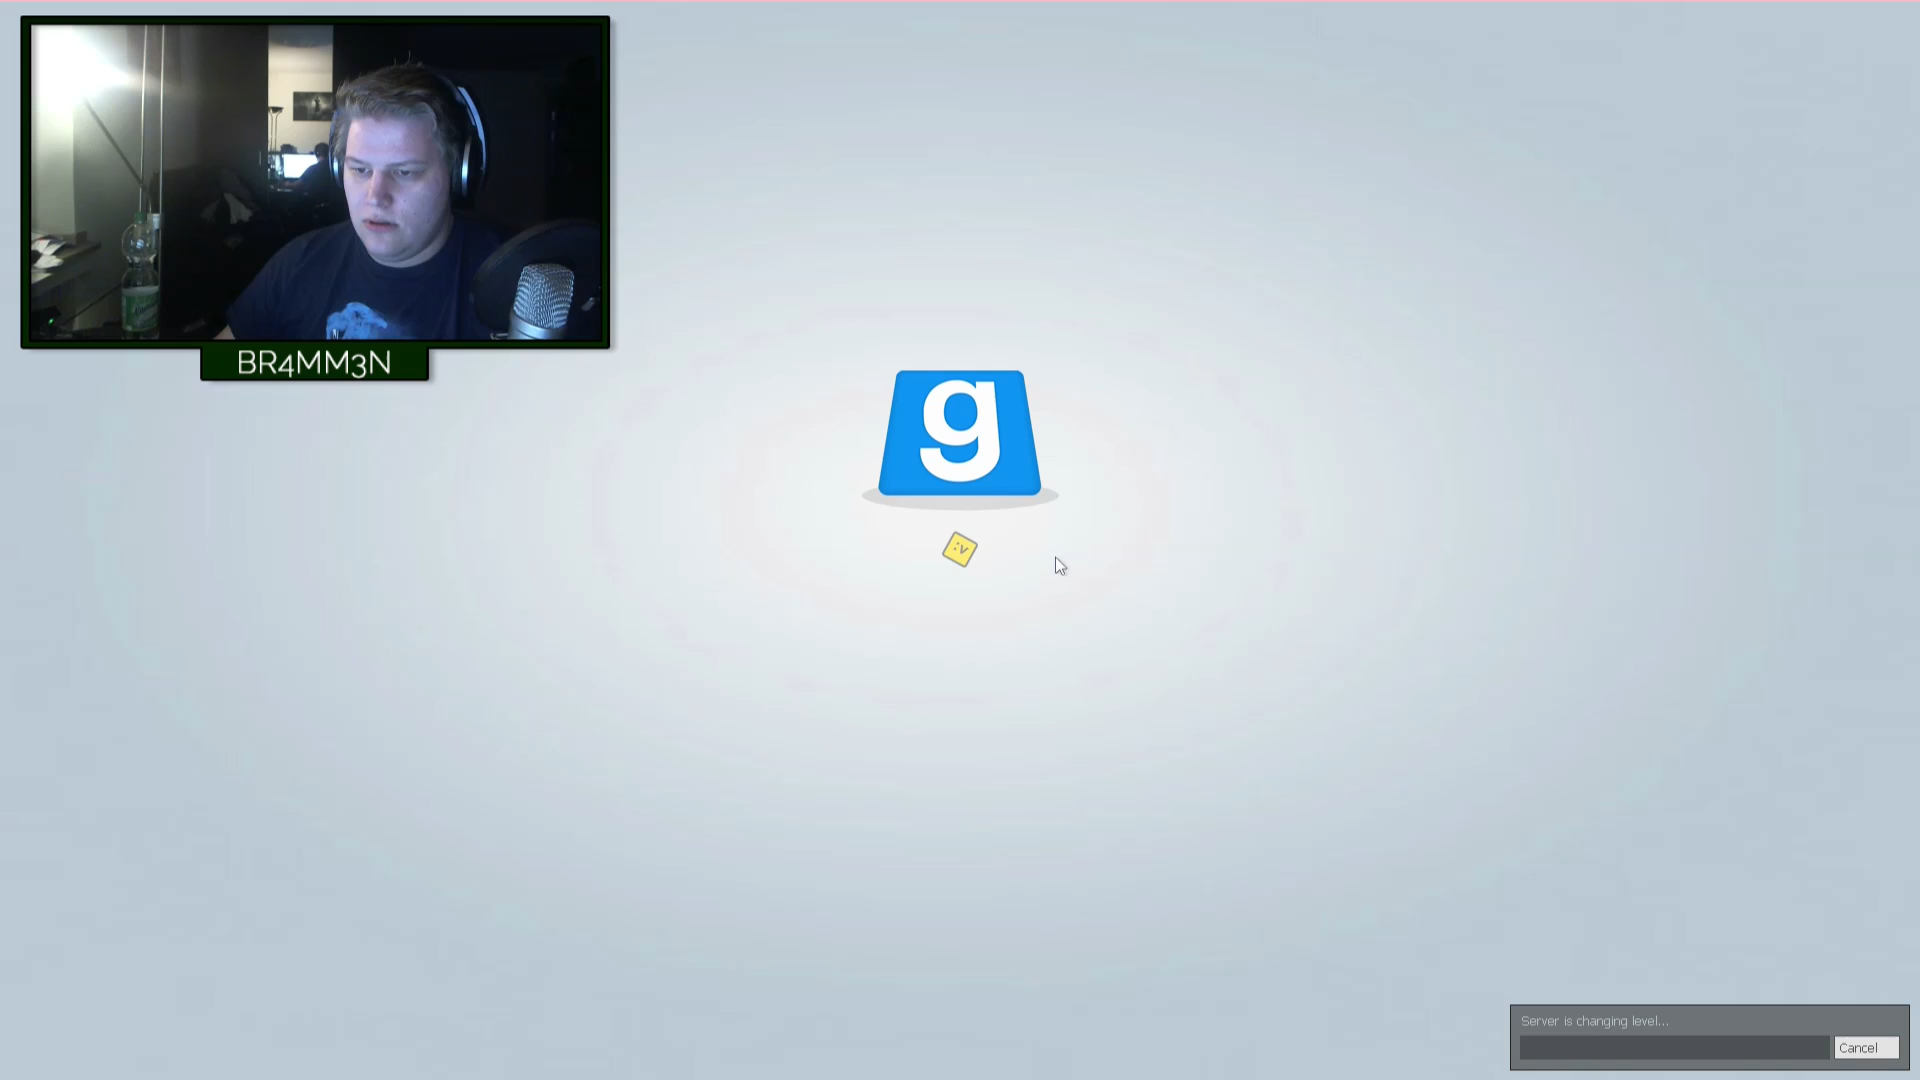 BR4MM3N
g
:v
Server is changing level...
Cancel